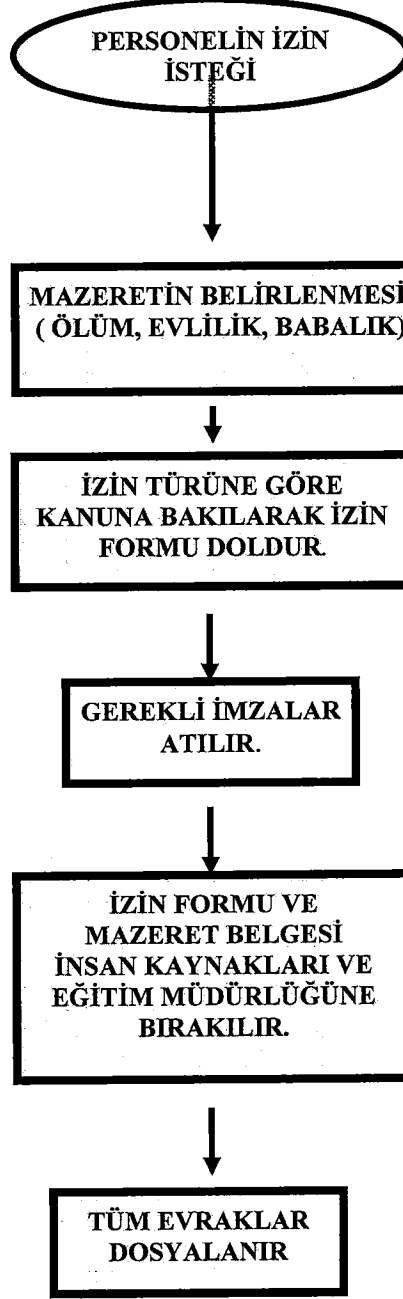 PERSONELİN İZİN
İSTEĞİ
MAZERETİN BELİRLENMESİ
( ÖLÜM, EVLİLİK, BABALIK)
İZİN TÜRÜNE GÖRE
KANUNA BAKILARAK İZİN
FORMU DOLDUR.
GEREKLİ İMZALAR
ATILIR.
İZİN FORMU VE
MAZERET BELGESİ
İNSAN KAYNAKLARI VE
EĞİTİM MÜDÜRLÜĞÜNE
BIRAKILIR.
TÜM EVRAKLAR
DOSYALANIR